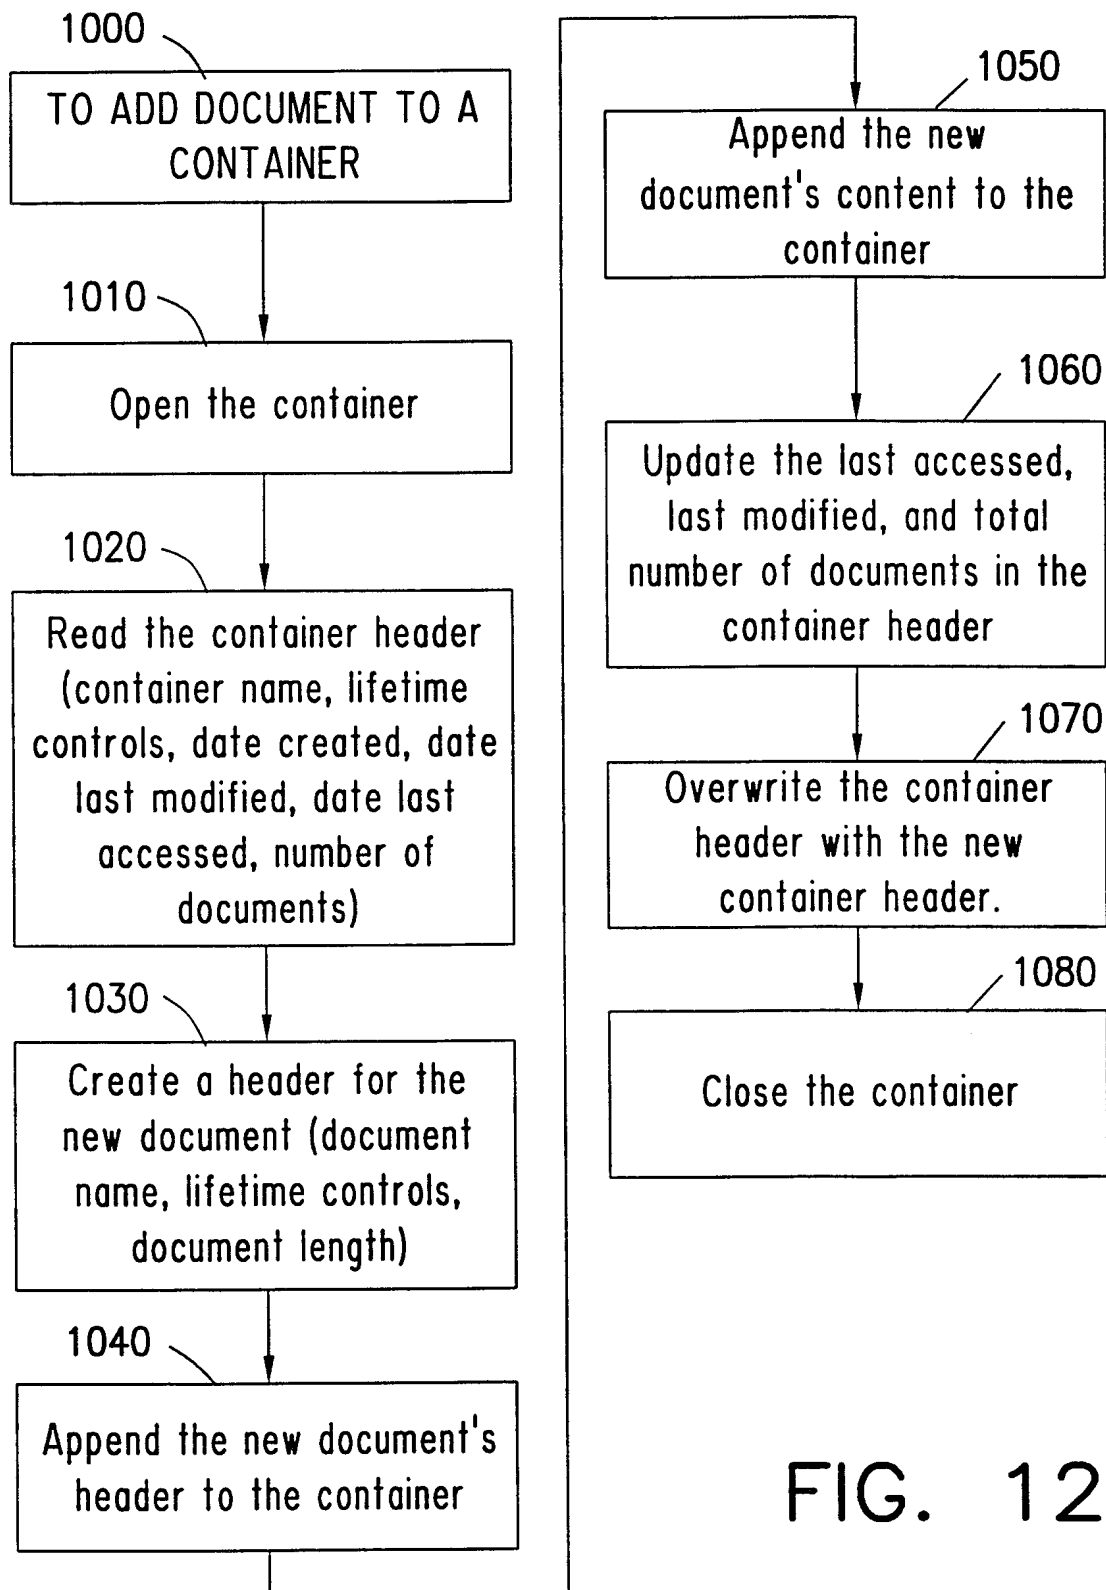 1000
TO ADD DOCUMENT TO A
CONTAINER
1010
Open the container
1020
Read the container header
(container name, lifetime
controls, date created, date
last modified, date last
accessed, number of
documents)
1030
Create a header for the
new document (document
name, lifetime controls,
document length)
1040
Append the new document's
header to the container
1050
Append the new
document's content to the
container
1060
Update the last accessed,
last modified, and total
number of documents in the
container header
1070
Overwrite the container
header with the new
container header.
1080
Close the container
FIG. 12